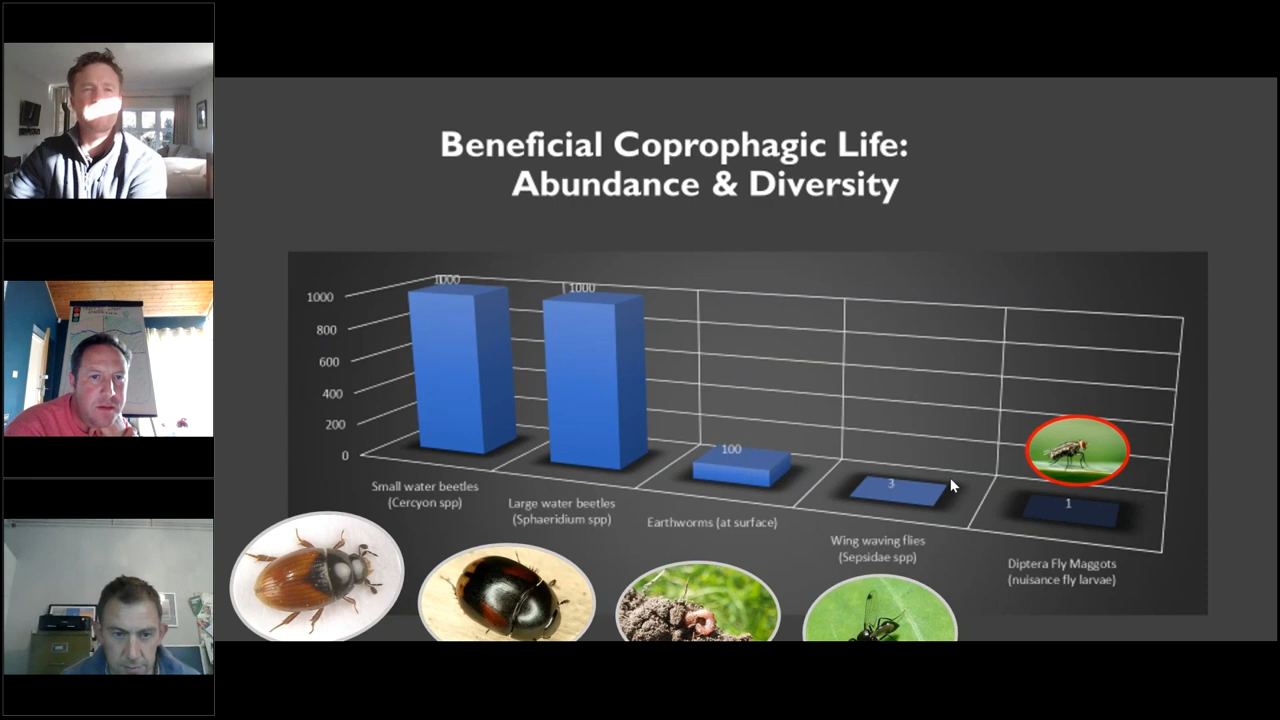 Beneficial Coprophagic Life:
Abundance & Diversity
1000
800
600
400
200
0
1000
1000
100
3
1
Small water beetles
(Cercyon spp)
Large water beetles
(Sphaeridium spp)
Earthworms (at surface)
Wing waving flies
(Sepsidae spp)
Diptera Fly Maggots
(nuisance fly larvae)